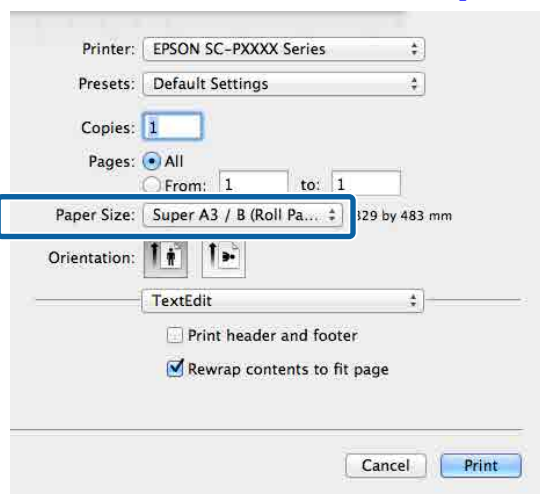 Printer: EPSON SC-PXXXX Series
Presets: Default Settings
Copies: 1
Pages: All
From: 1 to: 1
Paper Size: Super A3 / B (Roll Pa... 329 by 483 mm
Orientation:
TextEdit
Print header and footer
Rewrap contents to fit page
Cancel Print